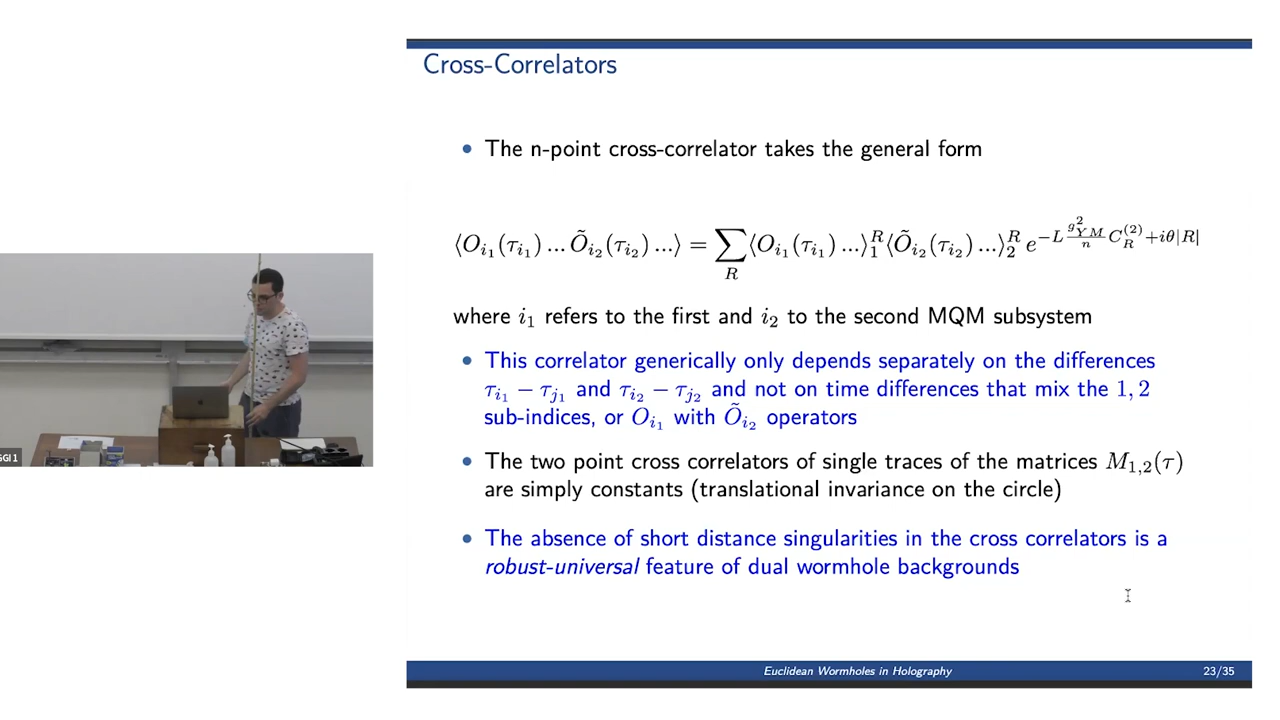 Cross-Correlators
• The n-point cross-correlator takes the general form
⟨O_{i_1}(τ_{i_1}) ... Õ_{i_2}(τ_{i_2}) ...⟩ = ∑_R ⟨O_{i_1}(τ_{i_1}) ...⟩_1^R ⟨Õ_{i_2}(τ_{i_2}) ...⟩_2^R e^{-L \frac{g_{YM}^2}{n} C_R^{(2)} + iθ|R|}
where i_1 refers to the first and i_2 to the second MQM subsystem
• This correlator generically only depends separately on the differences
τ_{i_1} − τ_{j_1} and τ_{i_2} − τ_{j_2} and not on time differences that mix the 1, 2
sub-indices, or O_{i_1} with Õ_{i_2} operators
• The two point cross correlators of single traces of the matrices M_{1,2}(τ)
are simply constants (translational invariance on the circle)
• The absence of short distance singularities in the cross correlators is a
robust-universal feature of dual wormhole backgrounds
GGI 1
Euclidean Wormholes in Holography
23/35